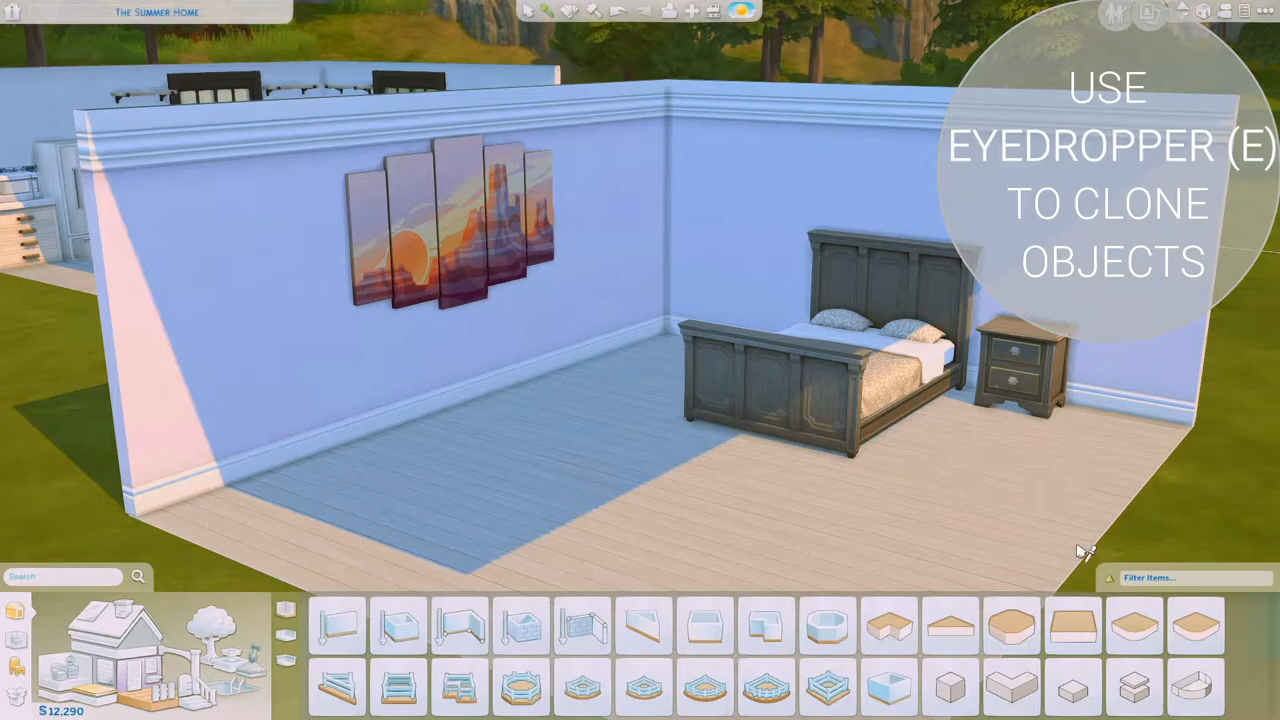 THE SUMMER HOME
USE
EYEDROPPER (E)
TO CLONE
OBJECTS
Search
Filter Items...
§12,290